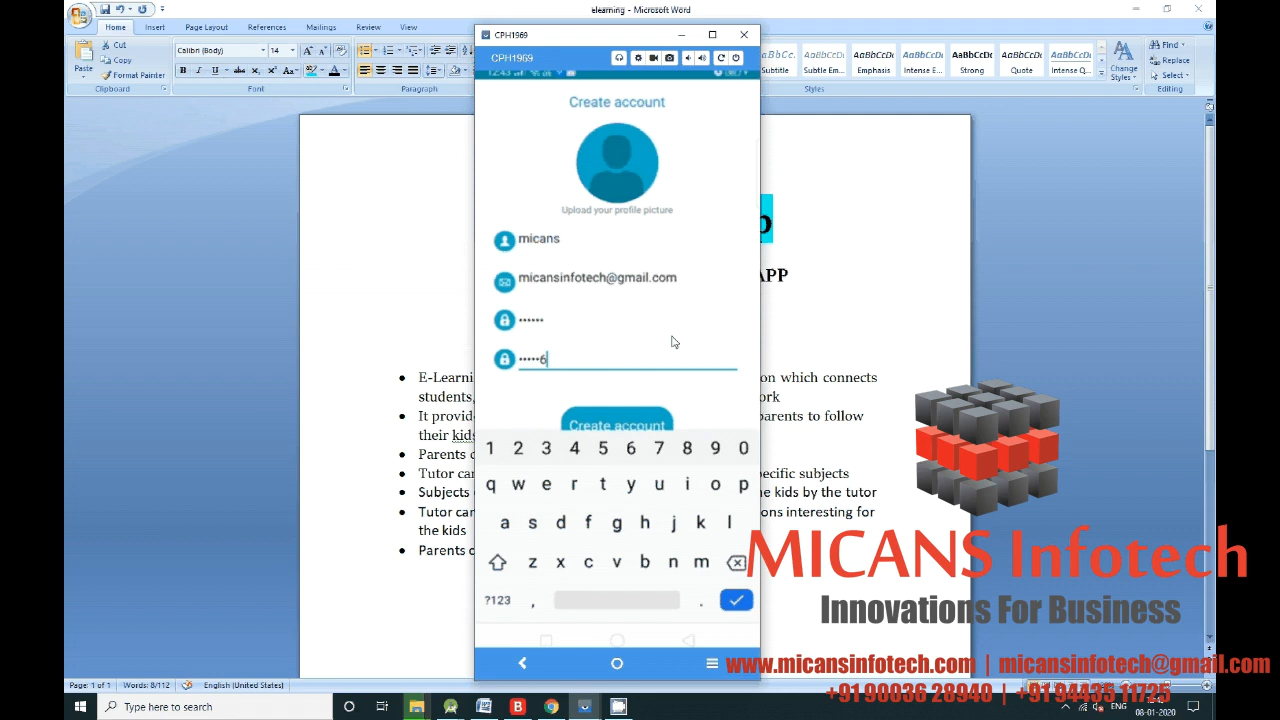 elearning - Microsoft Word
Home Insert Page Layout References Mailings Review View
Cut
Copy
Format Painter
Paste
Clipboard
Calibri (Body) 14
Font
Paragraph
Subtitle Subtle Em... Emphasis Intense E... Strong Quote Intense Q...
Change
Styles
Styles
Find
Replace
Select
Editing
CPH1969
CPH1969
12:43
Create account
Upload your profile picture
micans
micansinfotech@gmail.com
••••••
•••••6
Create account
1 2 3 4 5 6 7 8 9 0
q w e r t y u i o p
a s d f g h j k l
z x c v b n m
?123 , .
p
APP
on which connects
students,
ork
It provide
parents to follow
their kids
Parents
Tutor can
pecific subjects
Subjects
e kids by the tutor
Tutor can
ons interesting for
the kids
Parents
MICANS Infotech
Innovations For Business
www.micansinfotech.com | micansinfotech@gmail.com
+91 90036 28940 | +91 94435 11725
Page: 1 of 1 Words: 8/112 English (United States)
Type here to search
ENG
08-01-2020